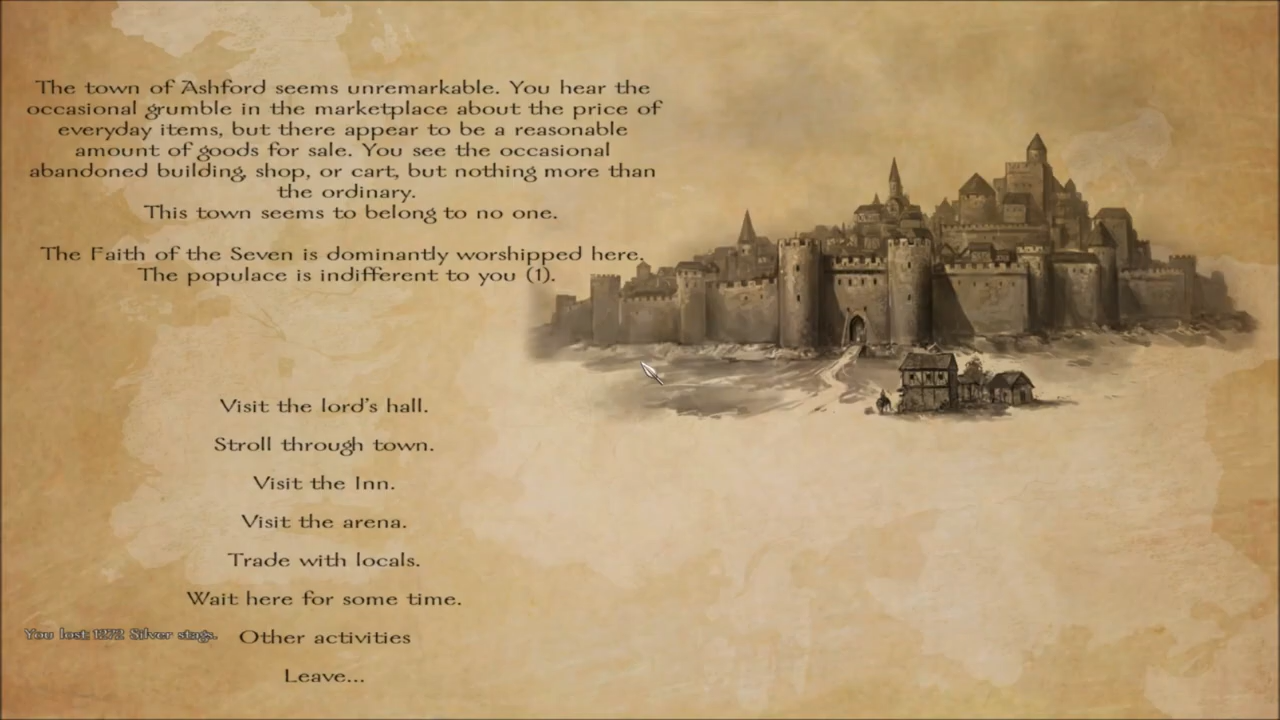 The town of Ashford seems unremarkable. You hear the
occasional grumble in the marketplace about the price of
everyday items, but there appear to be a reasonable
amount of goods for sale. You see the occasional
abandoned building, shop, or cart, but nothing more than
the ordinary.
This town seems to belong to no one.
The Faith of the Seven is dominantly worshipped here.
The populace is indifferent to you (1).
Visit the lord's hall.
Stroll through town.
Visit the Inn.
Visit the arena.
Trade with locals.
Wait here for some time.
You lost Silver stags.
Other activities
Leave...